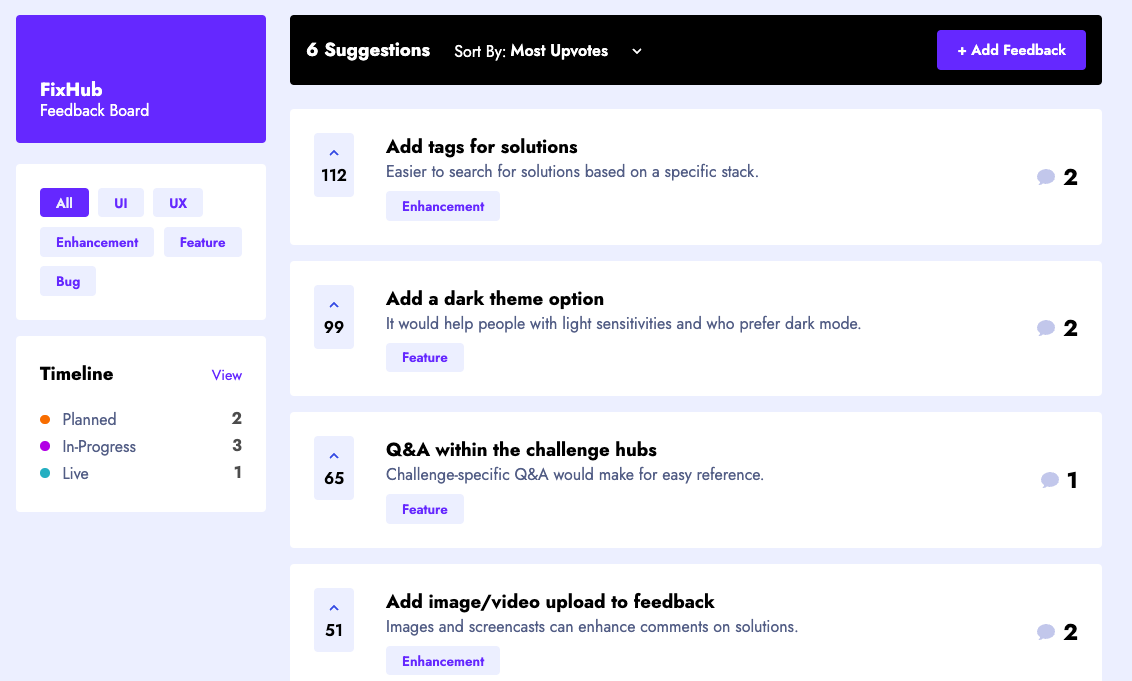 FixHub
Feedback Board
All UI UX
Enhancement Feature
Bug
Timeline View
Planned 2
In-Progress 3
Live 1
6 Suggestions Sort By: Most Upvotes + Add Feedback
Add tags for solutions
Easier to search for solutions based on a specific stack.
112
Enhancement
2
Add a dark theme option
It would help people with light sensitivities and who prefer dark mode.
99
Feature
2
Q&A within the challenge hubs
Challenge-specific Q&A would make for easy reference.
65
Feature
1
Add image/video upload to feedback
Images and screencasts can enhance comments on solutions.
51
Enhancement
2